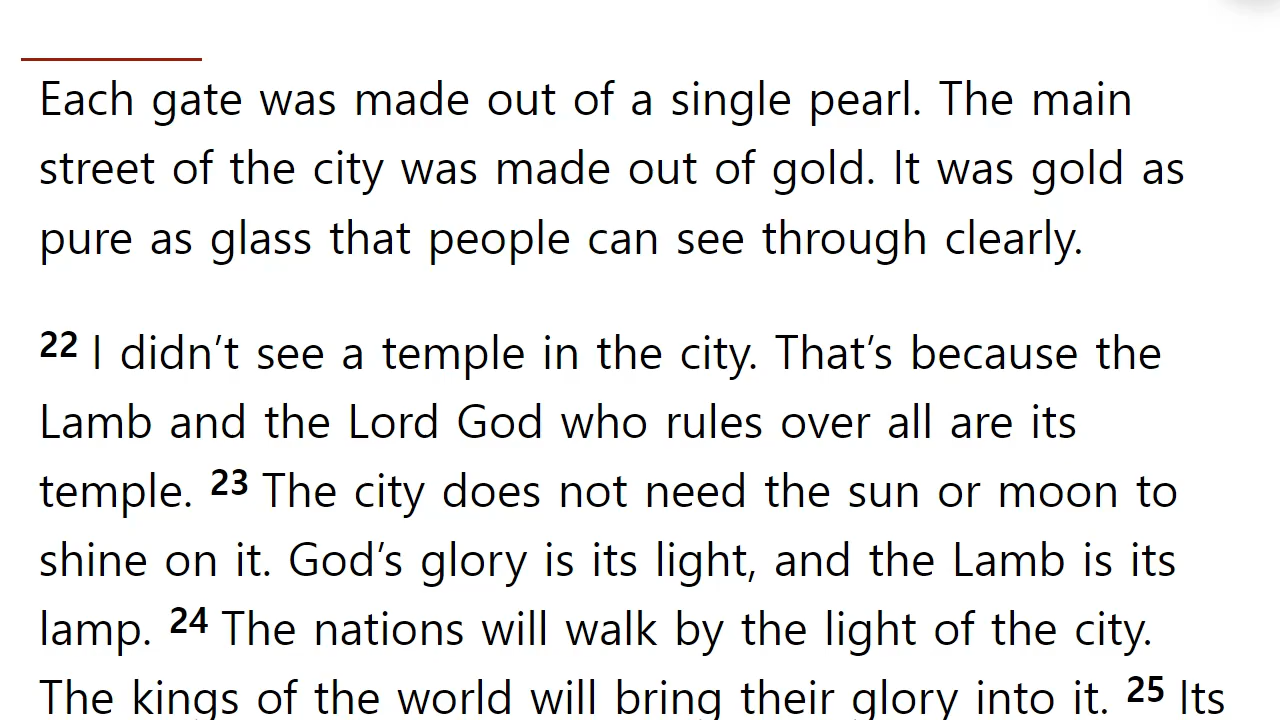 Each gate was made out of a single pearl. The main
street of the city was made out of gold. It was gold as
pure as glass that people can see through clearly.
22 I didn’t see a temple in the city. That’s because the
Lamb and the Lord God who rules over all are its
temple. 23 The city does not need the sun or moon to
shine on it. God’s glory is its light, and the Lamb is its
lamp. 24 The nations will walk by the light of the city.
The kings of the world will bring their glory into it. 25 Its